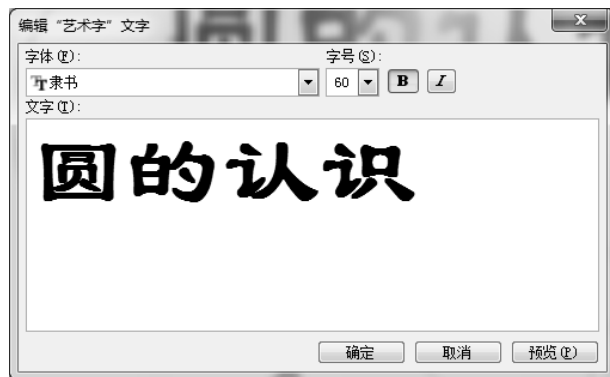 编辑“艺术字”文字
字体(F): 字号(S):
隶书 60 B I
文字(T):
圆的认识
确定 取消 预览(P)